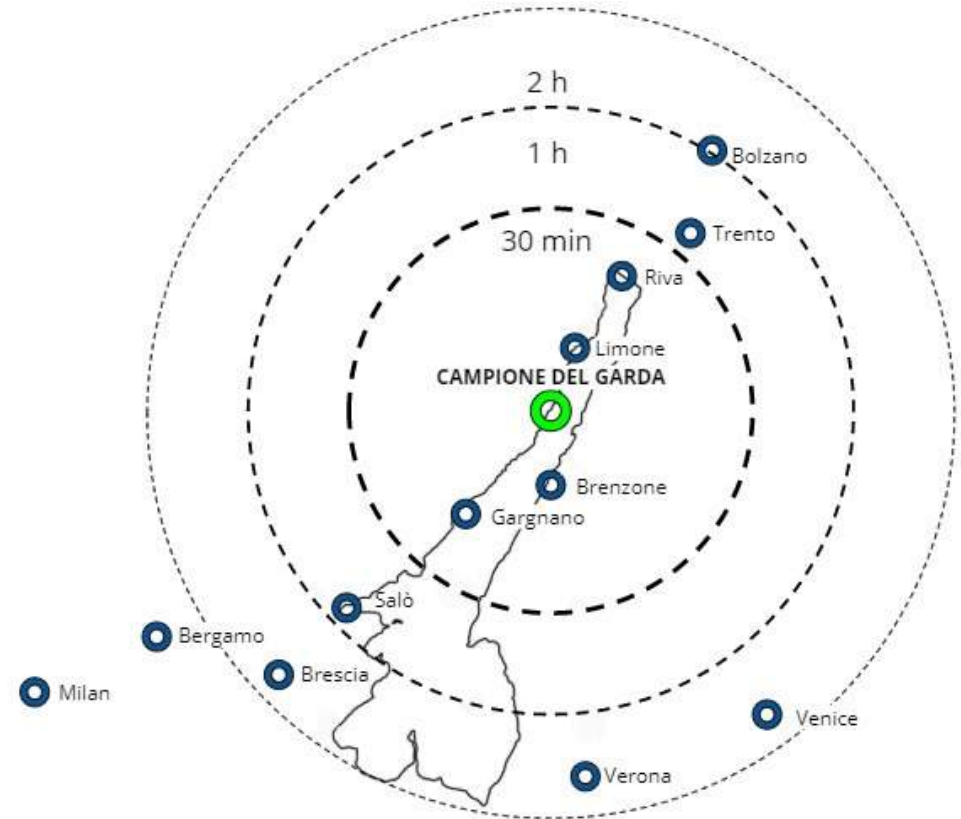 2 h
1 h
Bolzano
Trento
30 min
Riva
Limone
CAMPIONE DEL GARDA
Brenzone
Gargnano
Salò
Bergamo
Brescia
Milan
Venice
Verona